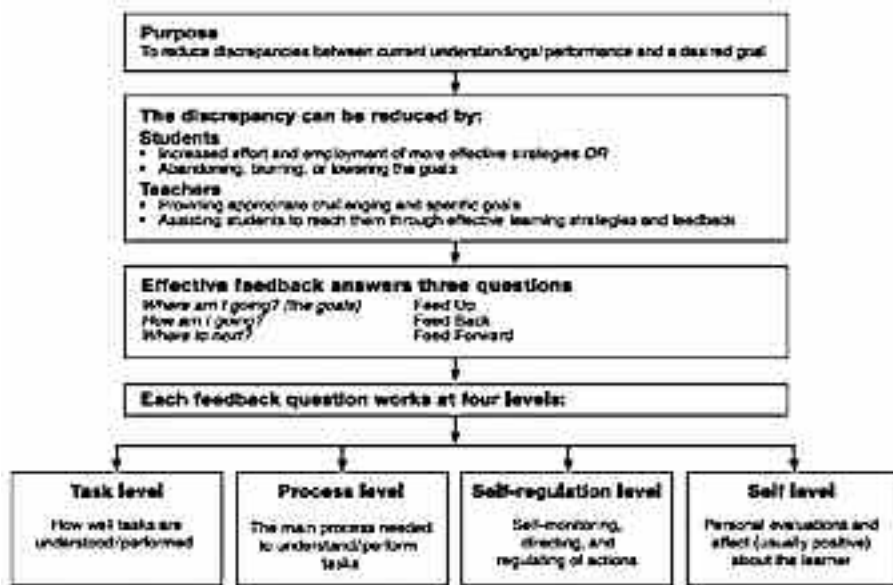 Purpose
To reduce discrepancies between current understandings/performance and a desired goal
The discrepancy can be reduced by:
Students
• Increased effort and employment of more effective strategies OR
• Abandoning, blurring, or lowering the goals
Teachers
• Providing appropriate challenging and specific goals
• Assisting students to reach them through effective learning strategies and feedback
Effective feedback answers three questions
Where am I going? (the goals) Feed Up
How am I going? Feed Back
Where to next? Feed Forward
Each feedback question works at four levels:
Task level
How well tasks are
understood/performed
Process level
The main process needed
to understand/perform
tasks
Self-regulation level
Self-monitoring,
directing, and
regulating of actions
Self level
Personal evaluations and
affect (usually positive)
about the learner